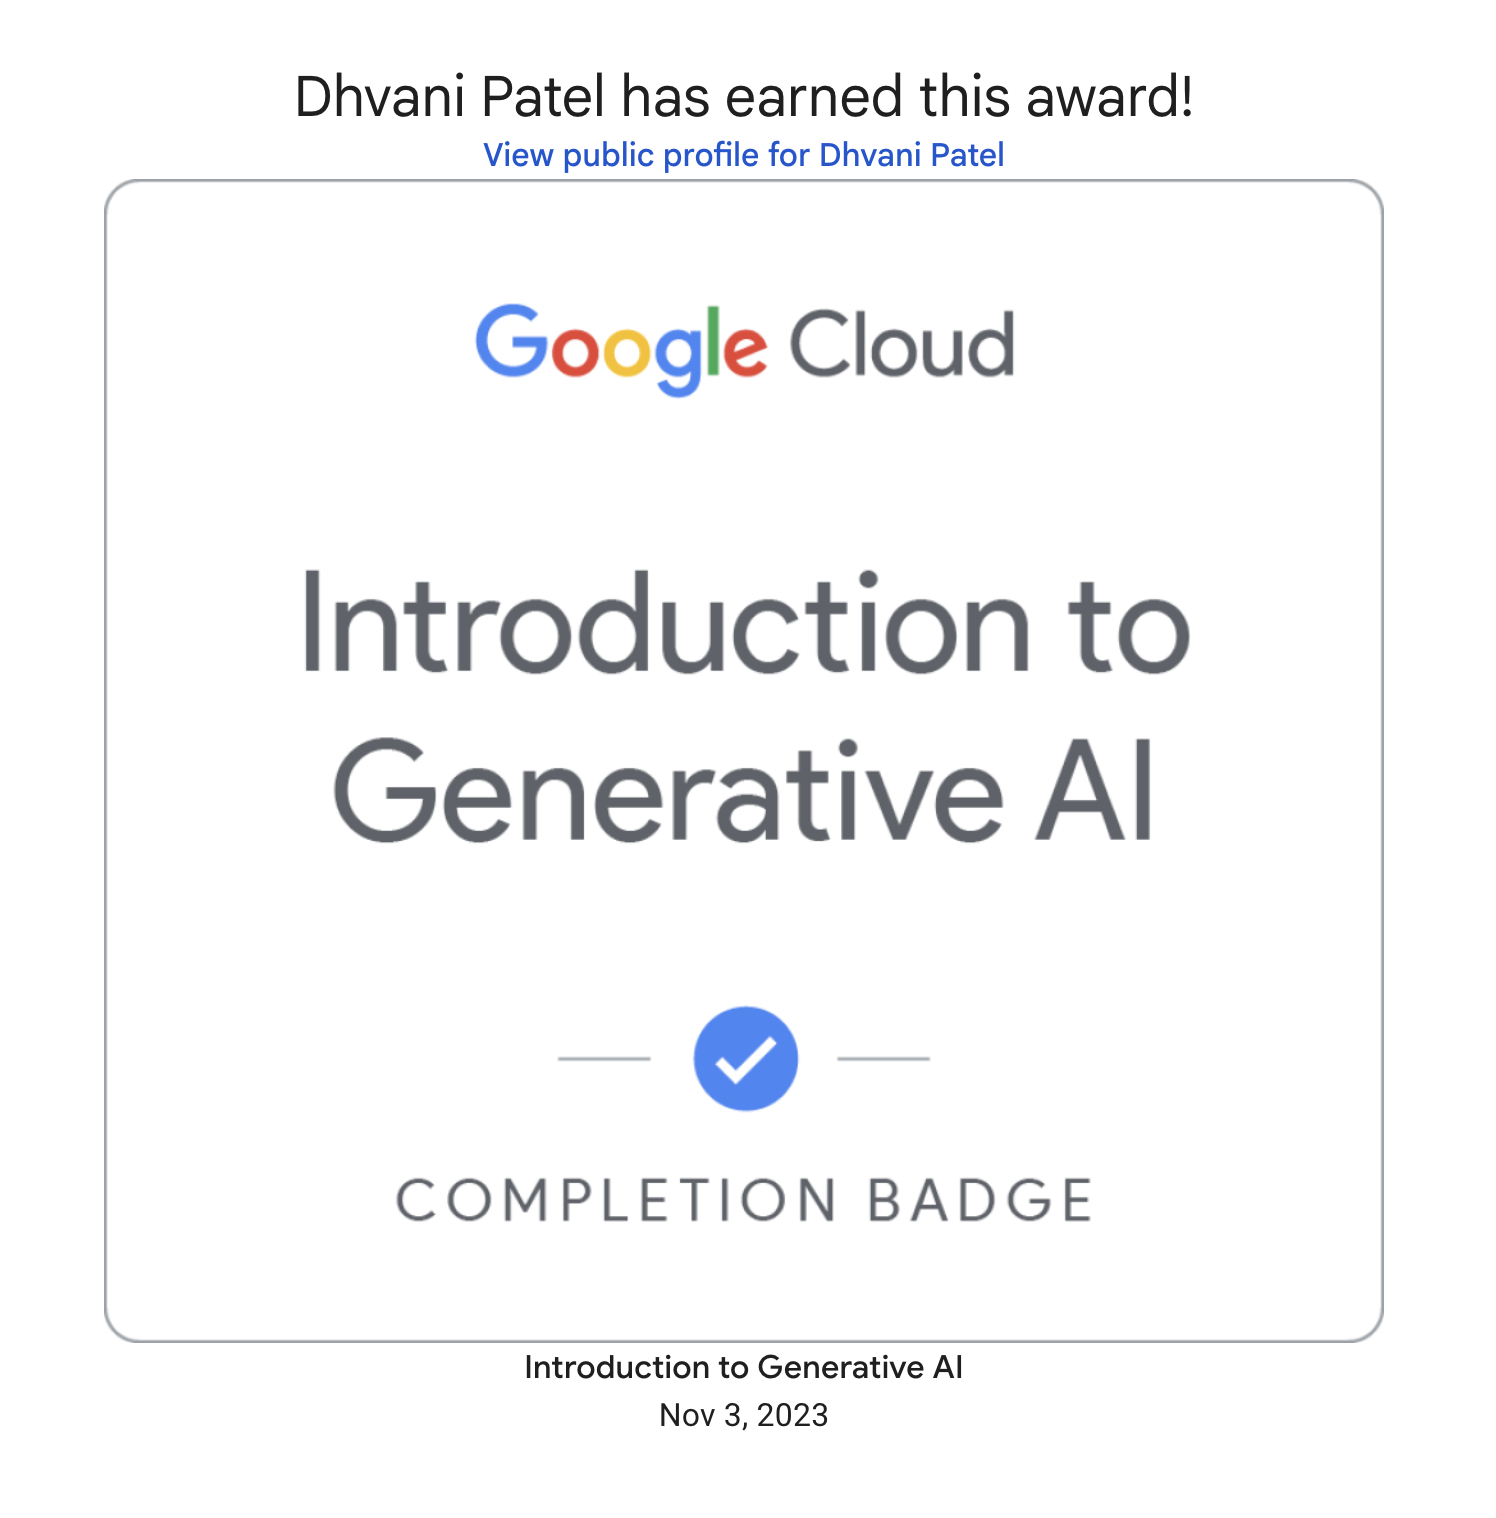 Dhvani Patel has earned this award!
View public profile for Dhvani Patel
Google Cloud
Introduction to
Generative AI
COMPLETION BADGE
Introduction to Generative AI
Nov 3, 2023